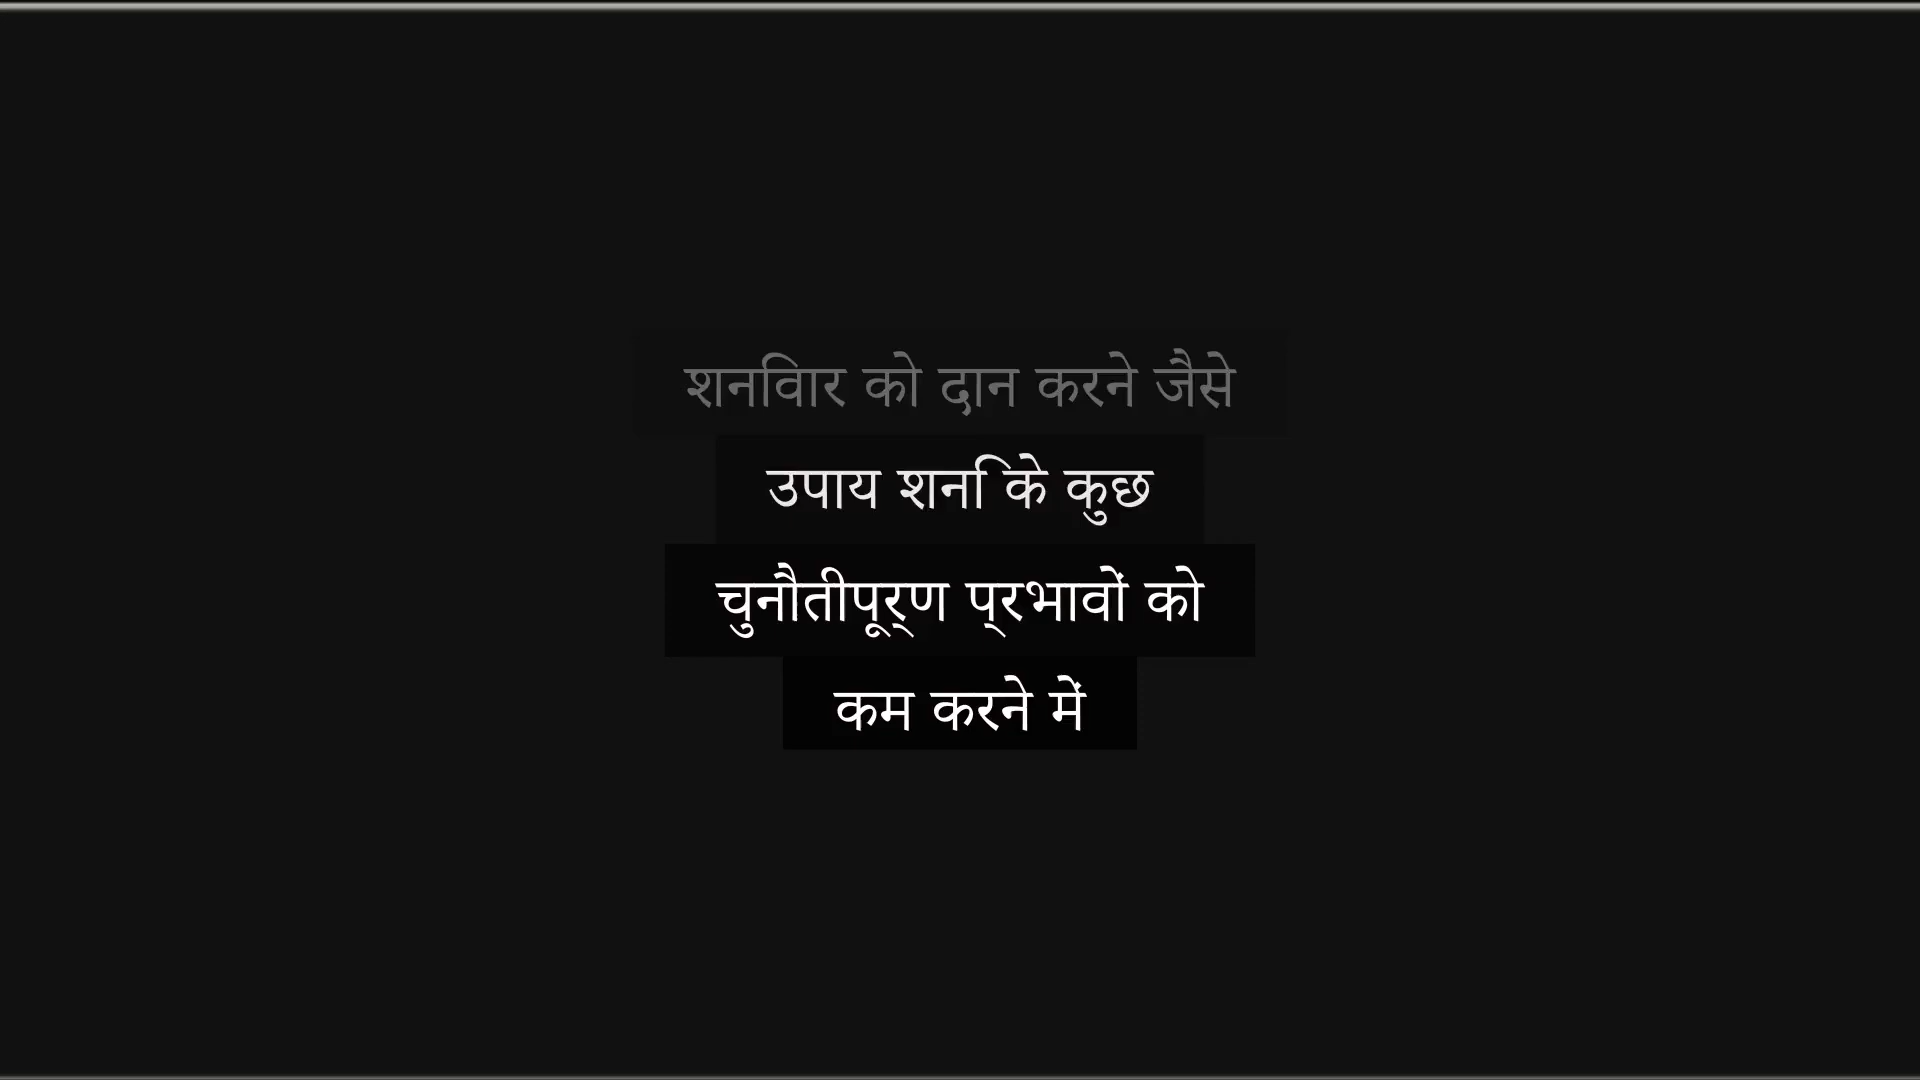 शनिवार को दान करने जैसे
उपाय शनि के कुछ
चुनौतीपूर्ण प्रभावों को
कम करने में